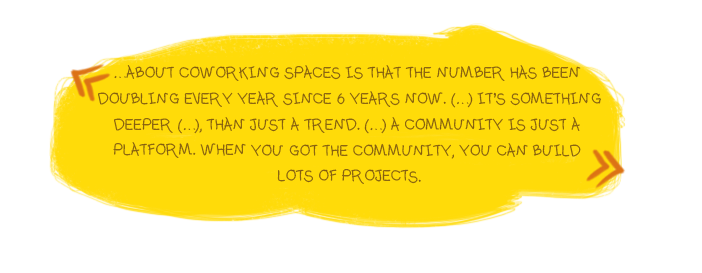 «...ABOUT COWORKING SPACES IS THAT THE NUMBER HAS BEEN
DOUBLING EVERY YEAR SINCE 6 YEARS NOW. (...) IT'S SOMETHING
DEEPER (...), THAN JUST A TREND. (...) A COMMUNITY IS JUST A
PLATFORM. WHEN YOU GOT THE COMMUNITY, YOU CAN BUILD
LOTS OF PROJECTS.»